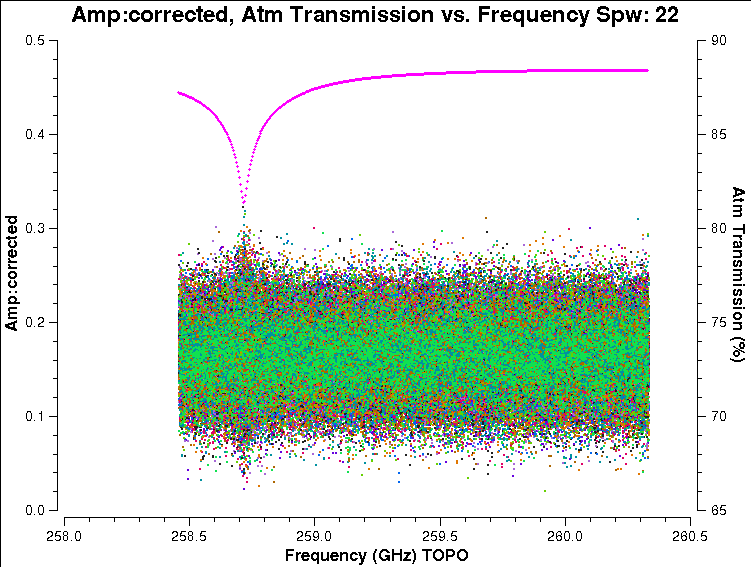 Amp:corrected, Atm Transmission vs. Frequency Spw: 22
0.5
0.4
0.3
0.2
0.1
0.0
Amp:corrected
90
85
80
75
70
65
Atm Transmission (%)
258.0 258.5 259.0 259.5 260.0 260.5
Frequency (GHz) TOPO